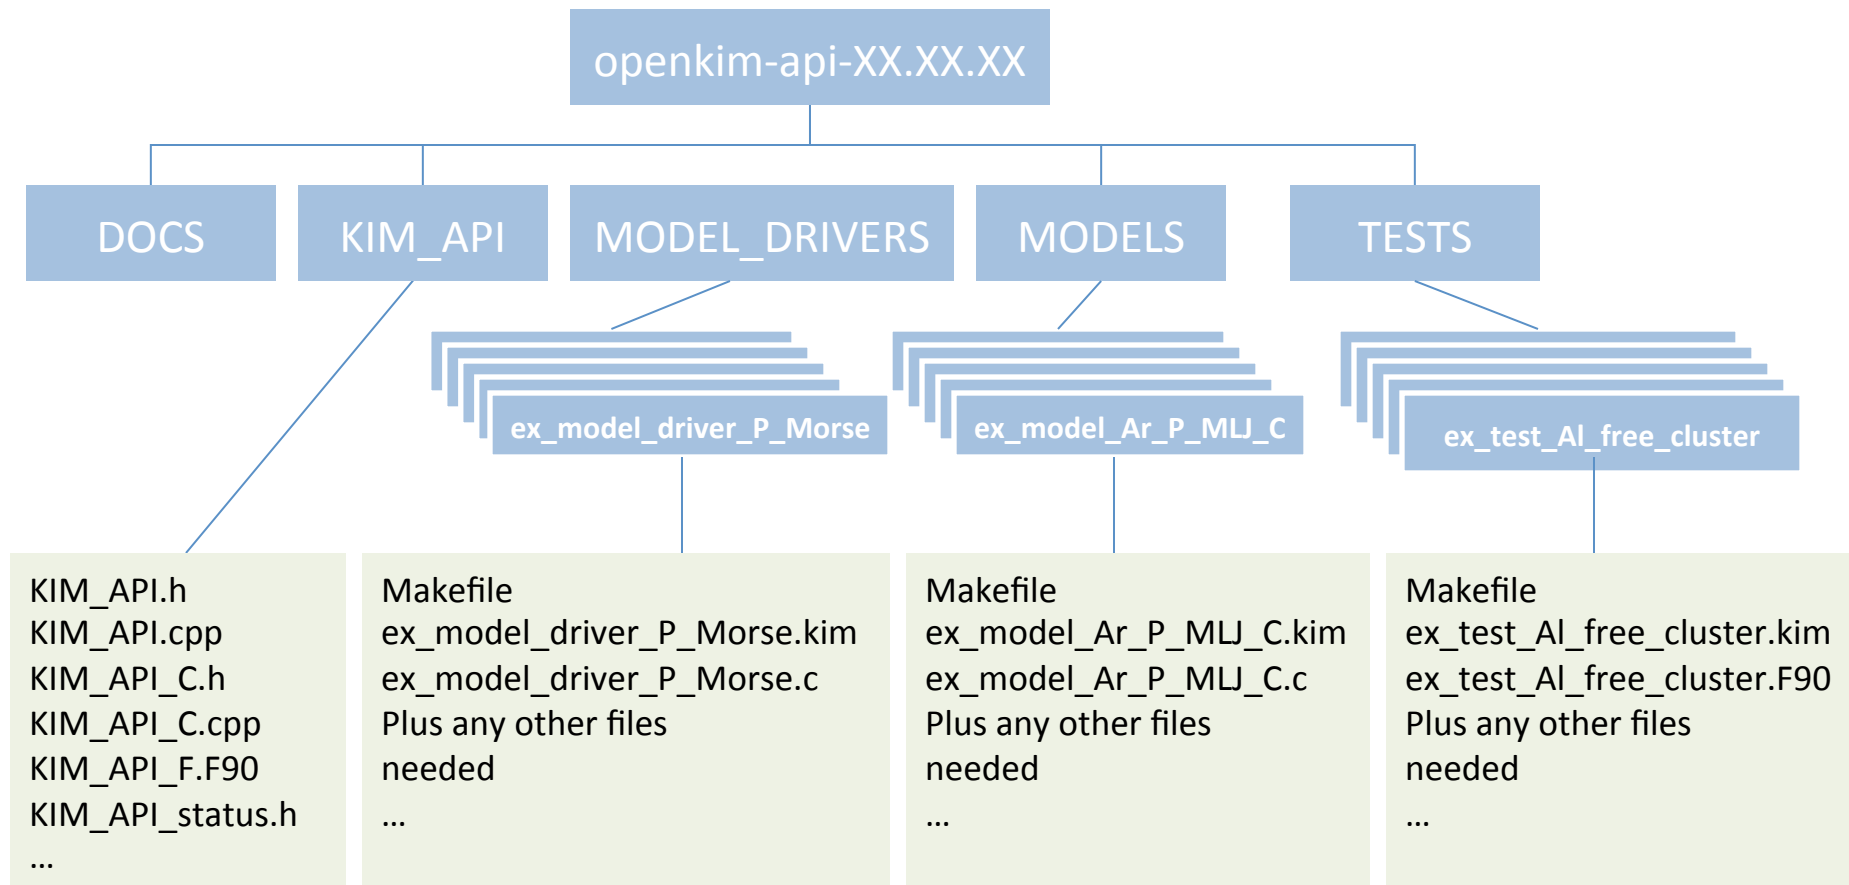 openkim-api-XX.XX.XX
DOCS
KIM_API
MODEL_DRIVERS
MODELS
TESTS
ex_model_driver_P_Morse
ex_model_Ar_P_MLJ_C
ex_test_Al_free_cluster
KIM_API.h
KIM_API.cpp
KIM_API_C.h
KIM_API_C.cpp
KIM_API_F.F90
KIM_API_status.h
...
Makefile
ex_model_driver_P_Morse.kim
ex_model_driver_P_Morse.c
Plus any other files
needed
...
Makefile
ex_model_Ar_P_MLJ_C.kim
ex_model_Ar_P_MLJ_C.c
Plus any other files
needed
...
Makefile
ex_test_Al_free_cluster.kim
ex_test_Al_free_cluster.F90
Plus any other files
needed
...